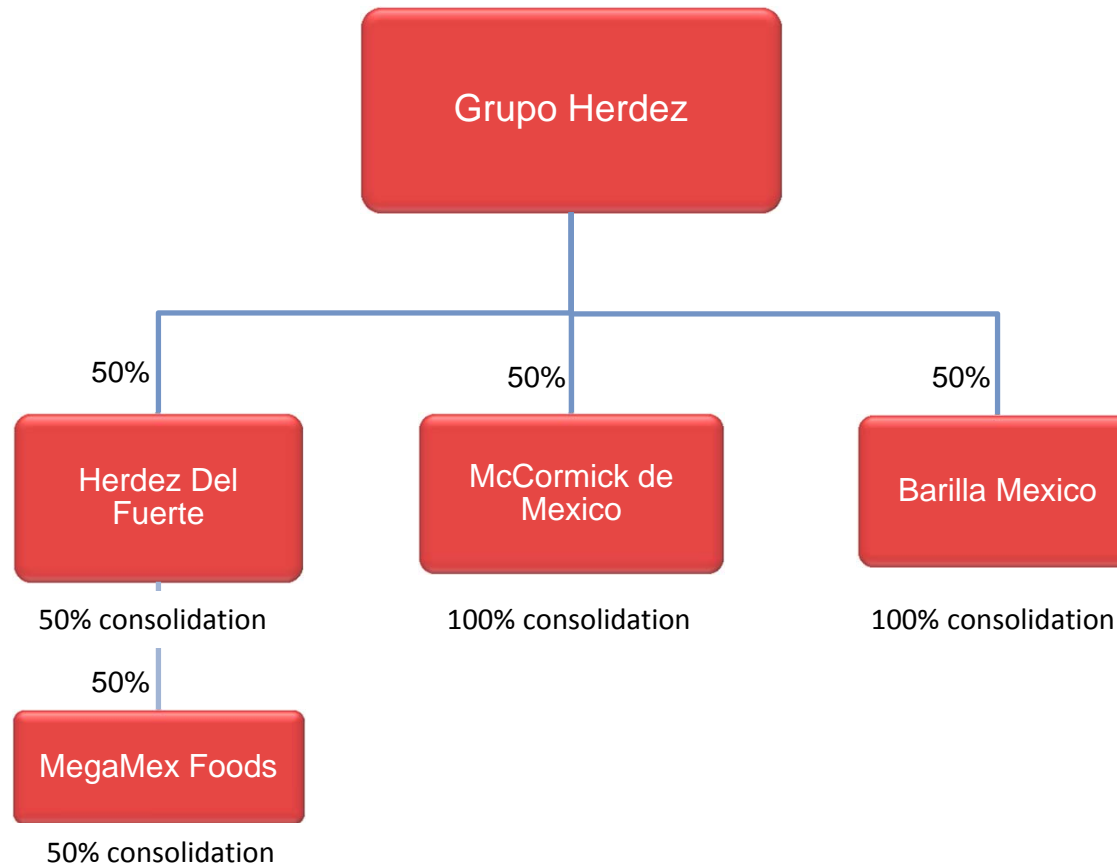 Grupo Herdez
50%
50%
50%
Herdez Del
Fuerte
McCormick de
Mexico
Barilla Mexico
50% consolidation
100% consolidation
100% consolidation
50%
MegaMex Foods
50% consolidation